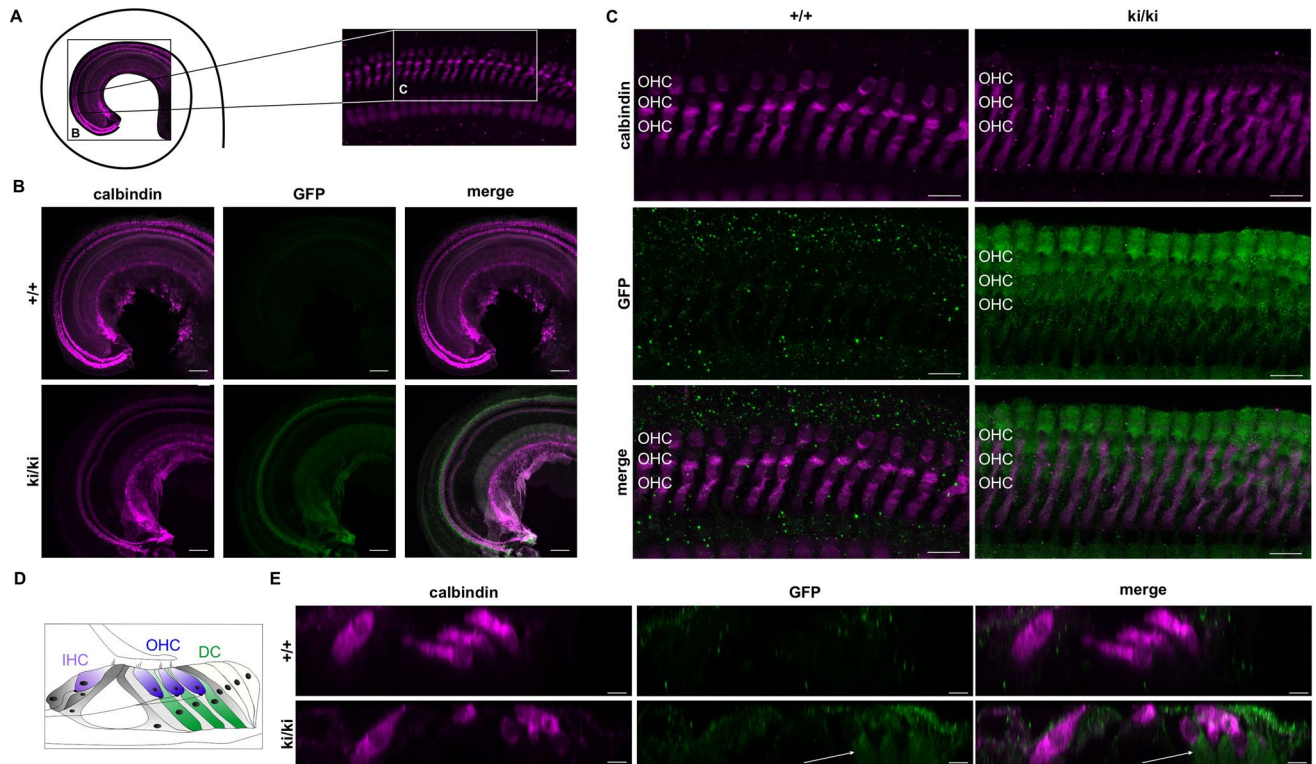 A
B
C
B
calbindin
GFP
merge
+/+
ki/ki
C
+/+
ki/ki
calbindin
OHC
OHC
OHC
OHC
OHC
OHC
GFP
OHC
OHC
OHC
merge
OHC
OHC
OHC
OHC
OHC
OHC
D
IHC
OHC
DC
E
calbindin
GFP
merge
+/+
ki/ki